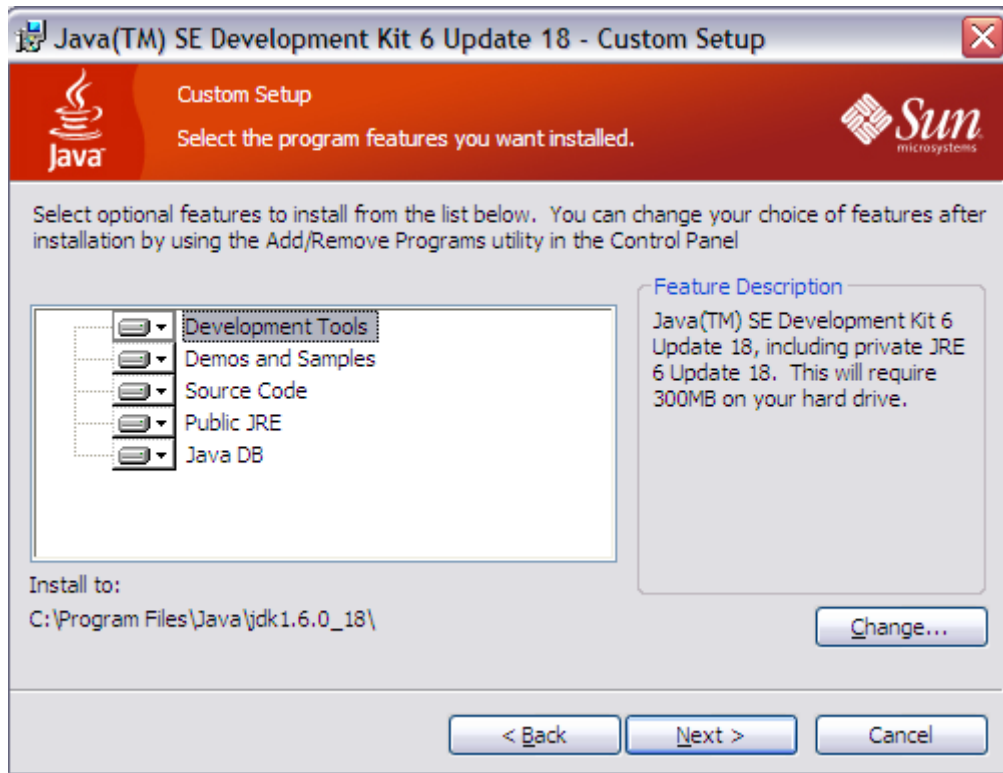 Java(TM) SE Development Kit 6 Update 18 - Custom Setup
Java
Custom Setup
Select the program features you want installed.
Sun
microsystems
Select optional features to install from the list below. You can change your choice of features after
installation by using the Add/Remove Programs utility in the Control Panel
Development Tools
Demos and Samples
Source Code
Public JRE
Java DB
Feature Description
Java(TM) SE Development Kit 6
Update 18, including private JRE
6 Update 18. This will require
300MB on your hard drive.
Install to:
C:\Program Files\Java\jdk1.6.0_18\
Change...
< Back
Next >
Cancel